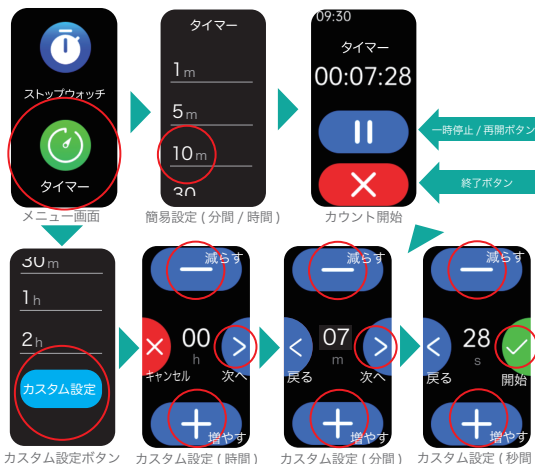 ストップウォッチ
タイマー
メニュー画面
タイマー
1m
5m
10m
30
簡易設定 ( 分間 / 時間 )
09:30
タイマー
00:07:28
一時停止 / 再開ボタン
終了ボタン
カウント開始
30m
1h
2h
カスタム設定
カスタム設定ボタン
減らす
00
h
キャンセル
次へ
増やす
カスタム設定 ( 時間 )
減らす
07
m
戻る
次へ
増やす
カスタム設定 ( 分間 )
減らす
28
s
戻る
開始
増やす
カスタム設定 ( 秒間